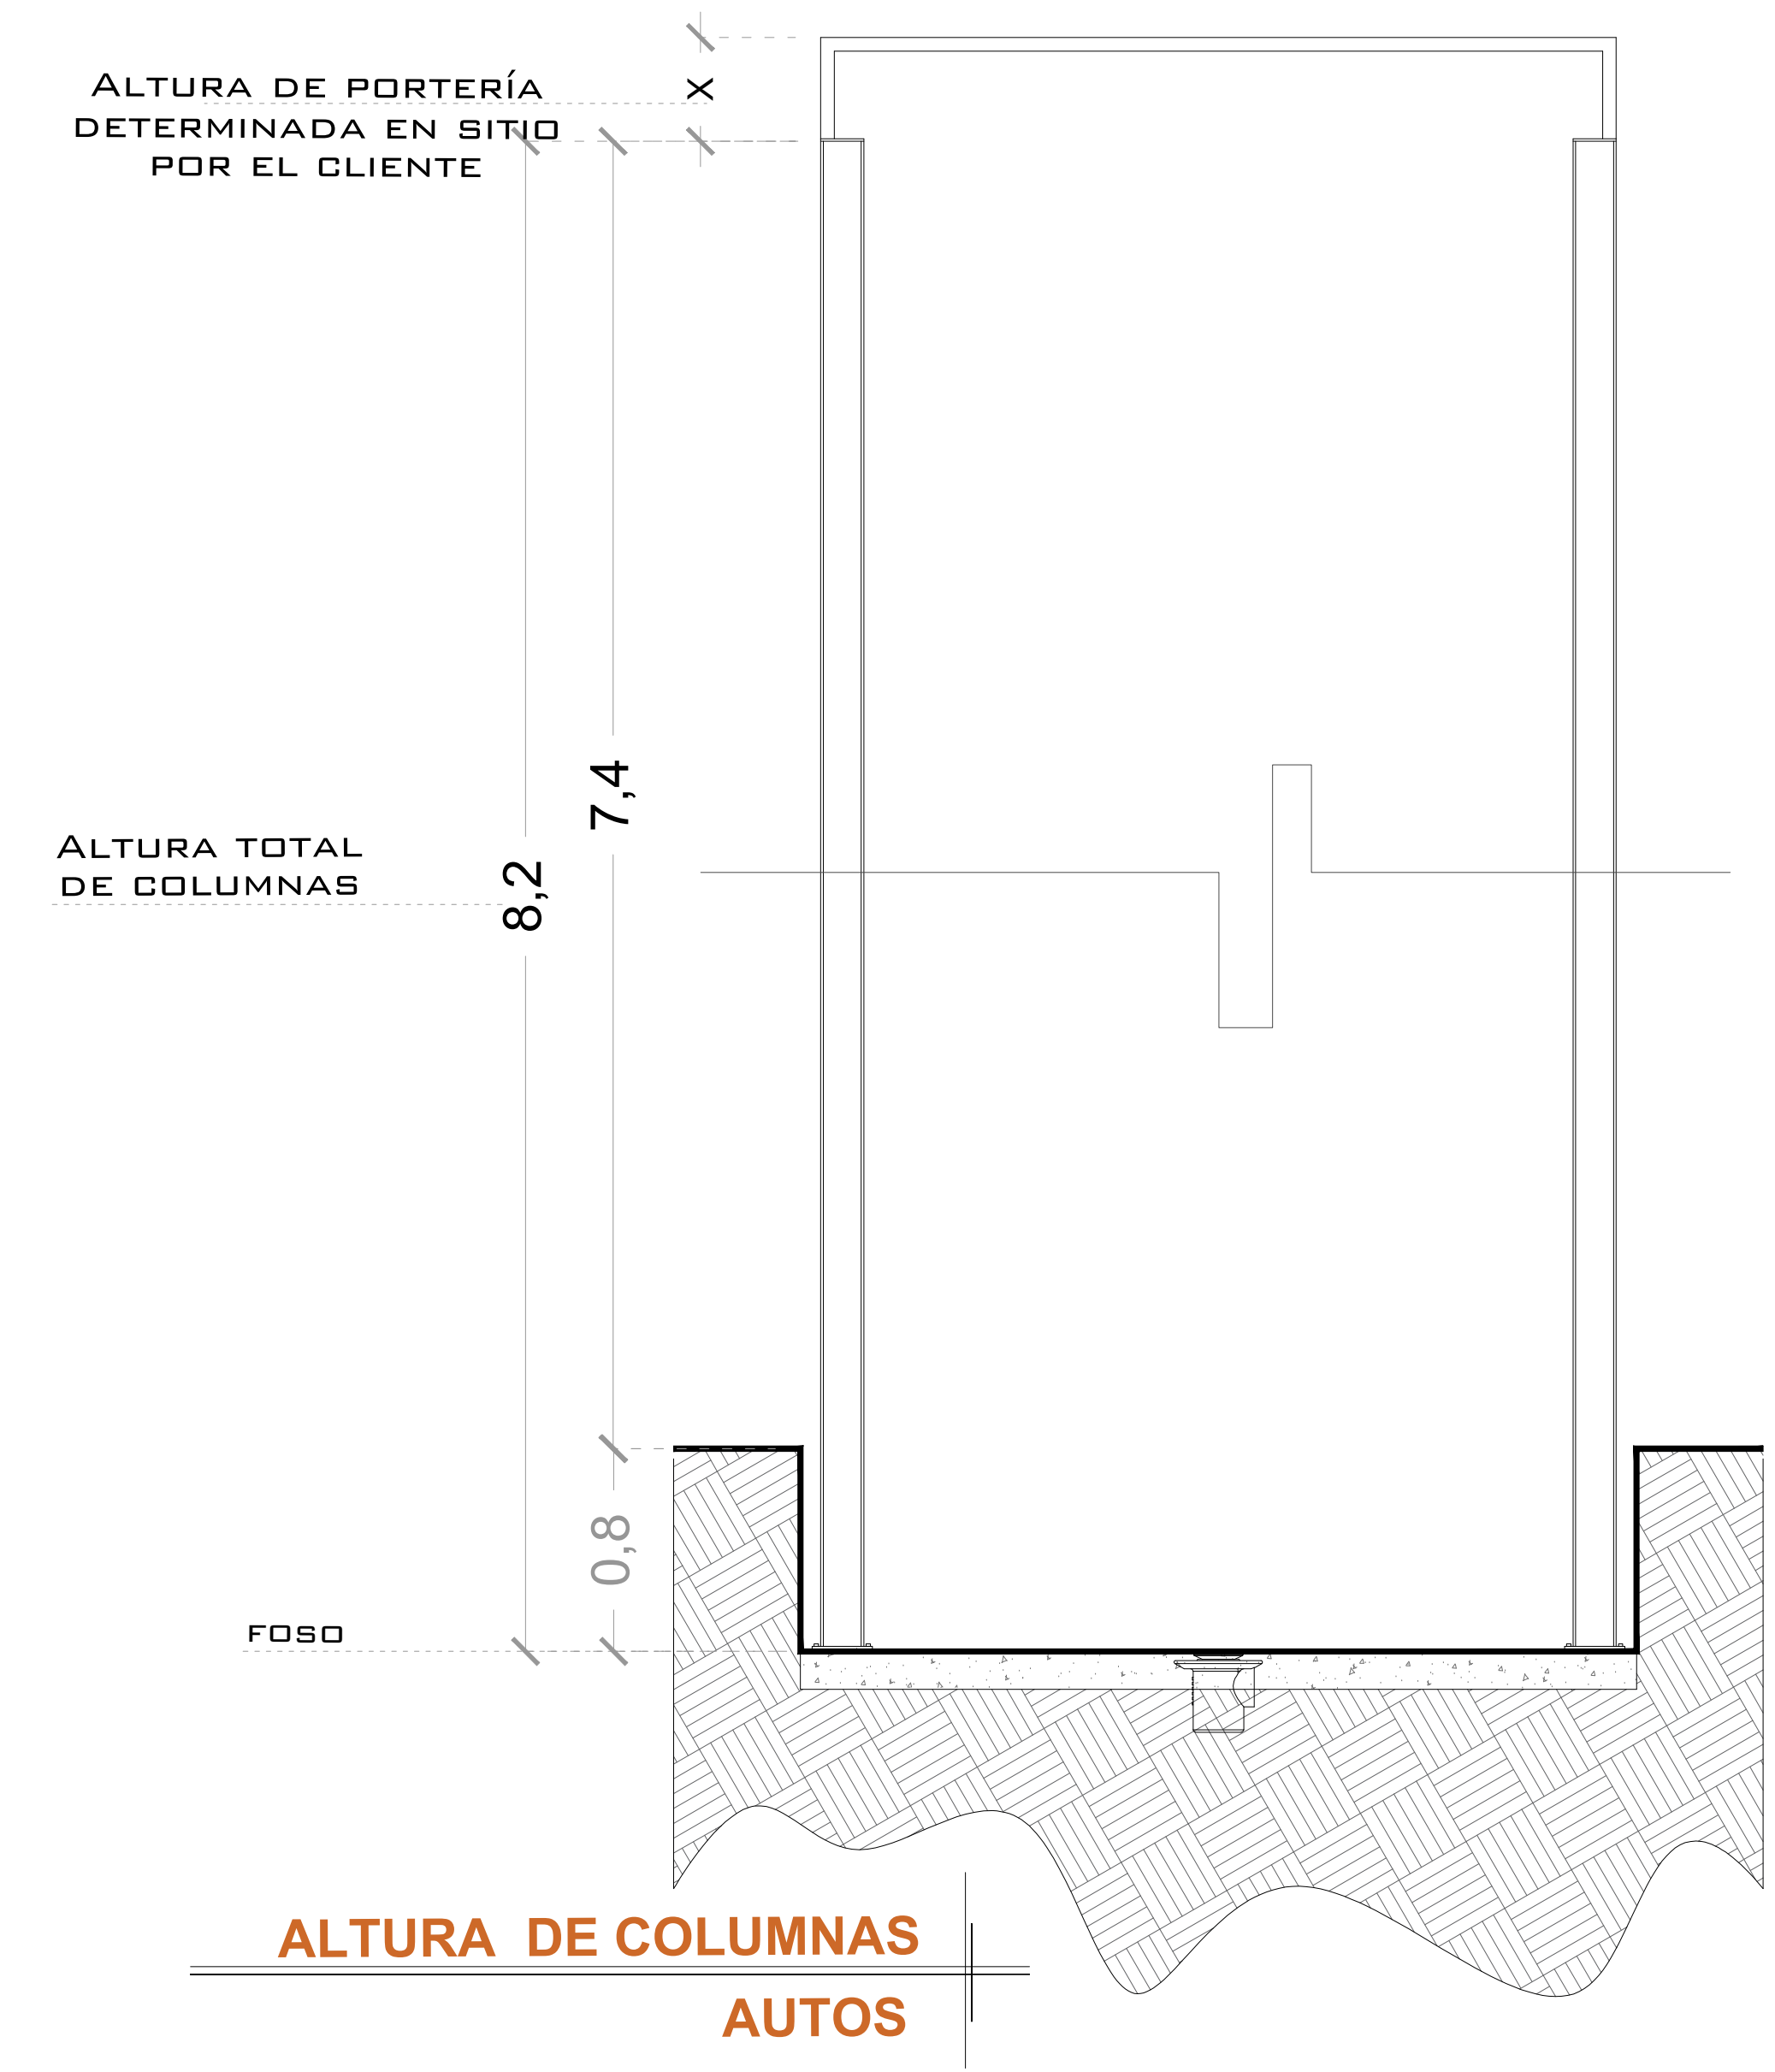 ALTURA DE PORTERÍA
DETERMINADA EN SITIO
POR EL CLIENTE
X
7,4
ALTURA TOTAL
DE COLUMNAS
8,2
0,8
FOSO
ALTURA DE COLUMNAS
AUTOS